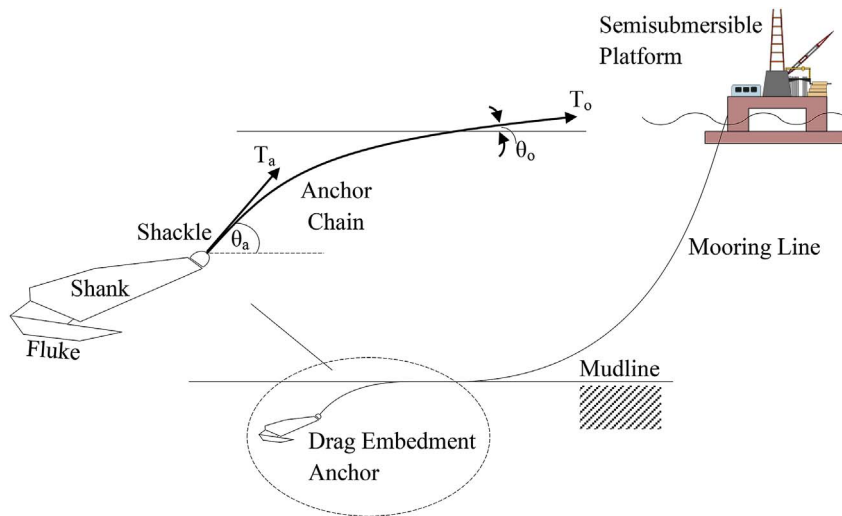 Semisubmersible
Platform
Tₒ
θₒ
Tₐ
Anchor
Chain
Shackle
θₐ
Shank
Fluke
Mooring Line
Mudline
Drag Embedment
Anchor